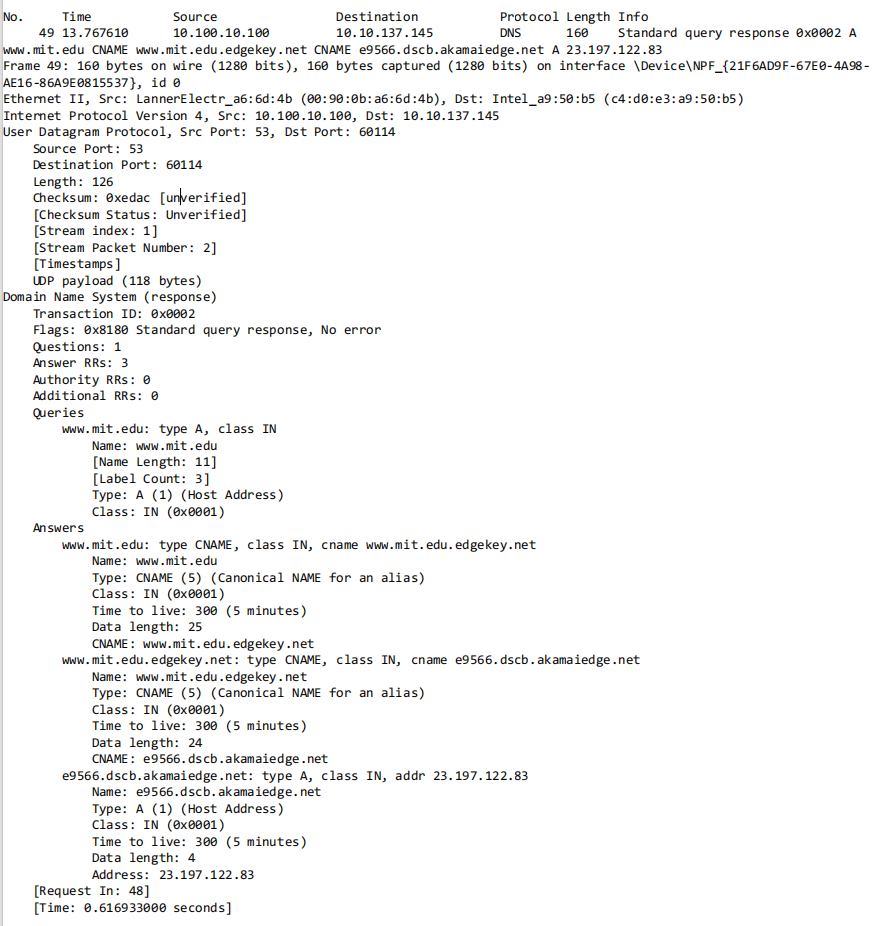 No.     Time           Source                Destination           Protocol Length Info
     49 13.767610      10.100.10.100         10.10.137.145         DNS      160    Standard query response 0x0002 A
www.mit.edu CNAME www.mit.edu.edgekey.net CNAME e9566.dscb.akamaiedge.net A 23.197.122.83
Frame 49: 160 bytes on wire (1280 bits), 160 bytes captured (1280 bits) on interface \Device\NPF_{21F6AD9F-67E0-4A98-
AE16-86A9E0815537}, id 0
Ethernet II, Src: LannerElectr_a6:6d:4b (00:90:0b:a6:6d:4b), Dst: Intel_a9:50:b5 (c4:d0:e3:a9:50:b5)
Internet Protocol Version 4, Src: 10.100.10.100, Dst: 10.10.137.145
User Datagram Protocol, Src Port: 53, Dst Port: 60114
    Source Port: 53
    Destination Port: 60114
    Length: 126
    Checksum: 0xedac [unverified]
    [Checksum Status: Unverified]
    [Stream index: 1]
    [Stream Packet Number: 2]
    [Timestamps]
    UDP payload (118 bytes)
Domain Name System (response)
    Transaction ID: 0x0002
    Flags: 0x8180 Standard query response, No error
    Questions: 1
    Answer RRs: 3
    Authority RRs: 0
    Additional RRs: 0
    Queries
        www.mit.edu: type A, class IN
            Name: www.mit.edu
            [Name Length: 11]
            [Label Count: 3]
            Type: A (1) (Host Address)
            Class: IN (0x0001)
    Answers
        www.mit.edu: type CNAME, class IN, cname www.mit.edu.edgekey.net
            Name: www.mit.edu
            Type: CNAME (5) (Canonical NAME for an alias)
            Class: IN (0x0001)
            Time to live: 300 (5 minutes)
            Data length: 25
            CNAME: www.mit.edu.edgekey.net
        www.mit.edu.edgekey.net: type CNAME, class IN, cname e9566.dscb.akamaiedge.net
            Name: www.mit.edu.edgekey.net
            Type: CNAME (5) (Canonical NAME for an alias)
            Class: IN (0x0001)
            Time to live: 300 (5 minutes)
            Data length: 24
            CNAME: e9566.dscb.akamaiedge.net
        e9566.dscb.akamaiedge.net: type A, class IN, addr 23.197.122.83
            Name: e9566.dscb.akamaiedge.net
            Type: A (1) (Host Address)
            Class: IN (0x0001)
            Time to live: 300 (5 minutes)
            Data length: 4
            Address: 23.197.122.83
    [Request In: 48]
    [Time: 0.616933000 seconds]